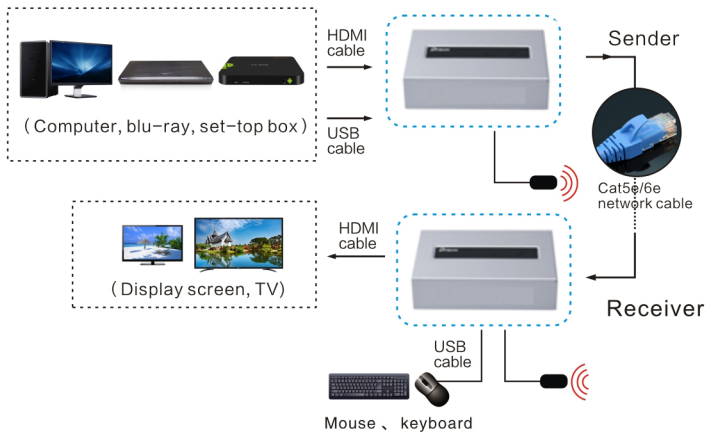 HDMI
cable
Sender
(Computer, blu-ray, set-top box)
USB
cable
Cat5e/6e
network cable
HDMI
cable
(Display screen, TV)
Receiver
USB
cable
Mouse 、 keyboard